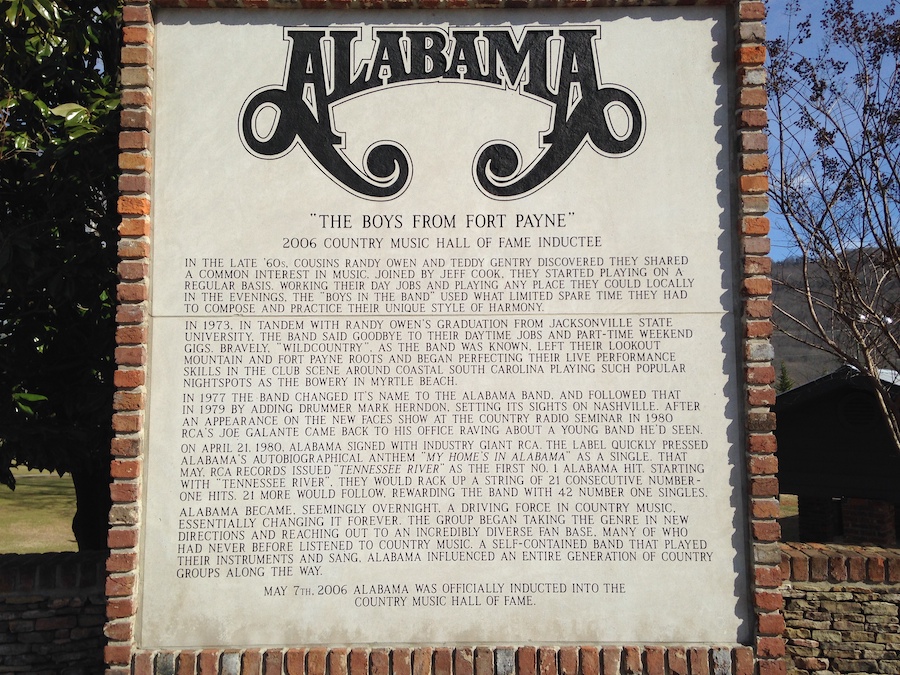 ALABAMA
"THE BOYS FROM FORT PAYNE"
2006 COUNTRY MUSIC HALL OF FAME INDUCTEE
IN THE LATE '60s, COUSINS RANDY OWEN AND TEDDY GENTRY DISCOVERED THEY SHARED
A COMMON INTEREST IN MUSIC. JOINED BY JEFF COOK, THEY STARTED PLAYING ON A
REGULAR BASIS. WORKING THEIR DAY JOBS AND PLAYING ANY PLACE THEY COULD LOCALLY
IN THE EVENINGS, THE "BOYS IN THE BAND" USED WHAT LIMITED SPARE TIME THEY HAD
TO COMPOSE AND PRACTICE THEIR UNIQUE STYLE OF HARMONY.
IN 1973, IN TANDEM WITH RANDY OWEN'S GRADUATION FROM JACKSONVILLE STATE
UNIVERSITY, THE BAND SAID GOODBYE TO THEIR DAYTIME JOBS AND PART-TIME WEEKEND
GIGS. BRAVELY, "WILDCOUNTRY", AS THE BAND WAS KNOWN, LEFT THEIR LOOKOUT
MOUNTAIN AND FORT PAYNE ROOTS AND BEGAN PERFECTING THEIR LIVE PERFORMANCE
SKILLS IN THE CLUB SCENE AROUND COASTAL SOUTH CAROLINA PLAYING SUCH POPULAR
NIGHTSPOTS AS THE BOWERY IN MYRTLE BEACH.
IN 1977 THE BAND CHANGED IT'S NAME TO THE ALABAMA BAND, AND FOLLOWED THAT
IN 1979 BY ADDING DRUMMER MARK HERNDON, SETTING ITS SIGHTS ON NASHVILLE. AFTER
AN APPEARANCE ON THE NEW FACES SHOW AT THE COUNTRY RADIO SEMINAR IN 1980
RCA'S JOE GALANTE CAME BACK TO HIS OFFICE RAVING ABOUT A YOUNG BAND HE'D SEEN.
ON APRIL 21, 1980, ALABAMA SIGNED WITH INDUSTRY GIANT RCA. THE LABEL QUICKLY PRESSED
ALABAMA'S AUTOBIOGRAPHICAL ANTHEM "MY HOME'S IN ALABAMA" AS A SINGLE. THAT
MAY, RCA RECORDS ISSUED "TENNESSEE RIVER" AS THE FIRST NO. 1 ALABAMA HIT. STARTING
WITH "TENNESSEE RIVER", THEY WOULD RACK UP A STRING OF 21 CONSECUTIVE NUMBER-
ONE HITS. 21 MORE WOULD FOLLOW, REWARDING THE BAND WITH 42 NUMBER ONE SINGLES.
ALABAMA BECAME, SEEMINGLY OVERNIGHT, A DRIVING FORCE IN COUNTRY MUSIC,
ESSENTIALLY CHANGING IT FOREVER. THE GROUP BEGAN TAKING THE GENRE IN NEW
DIRECTIONS AND REACHING OUT TO AN INCREDIBLY DIVERSE FAN BASE, MANY OF WHO
HAD NEVER BEFORE LISTENED TO COUNTRY MUSIC. A SELF-CONTAINED BAND THAT PLAYED
THEIR INSTRUMENTS AND SANG, ALABAMA INFLUENCED AN ENTIRE GENERATION OF COUNTRY
GROUPS ALONG THE WAY.
MAY 7TH, 2006 ALABAMA WAS OFFICIALLY INDUCTED INTO THE
COUNTRY MUSIC HALL OF FAME.